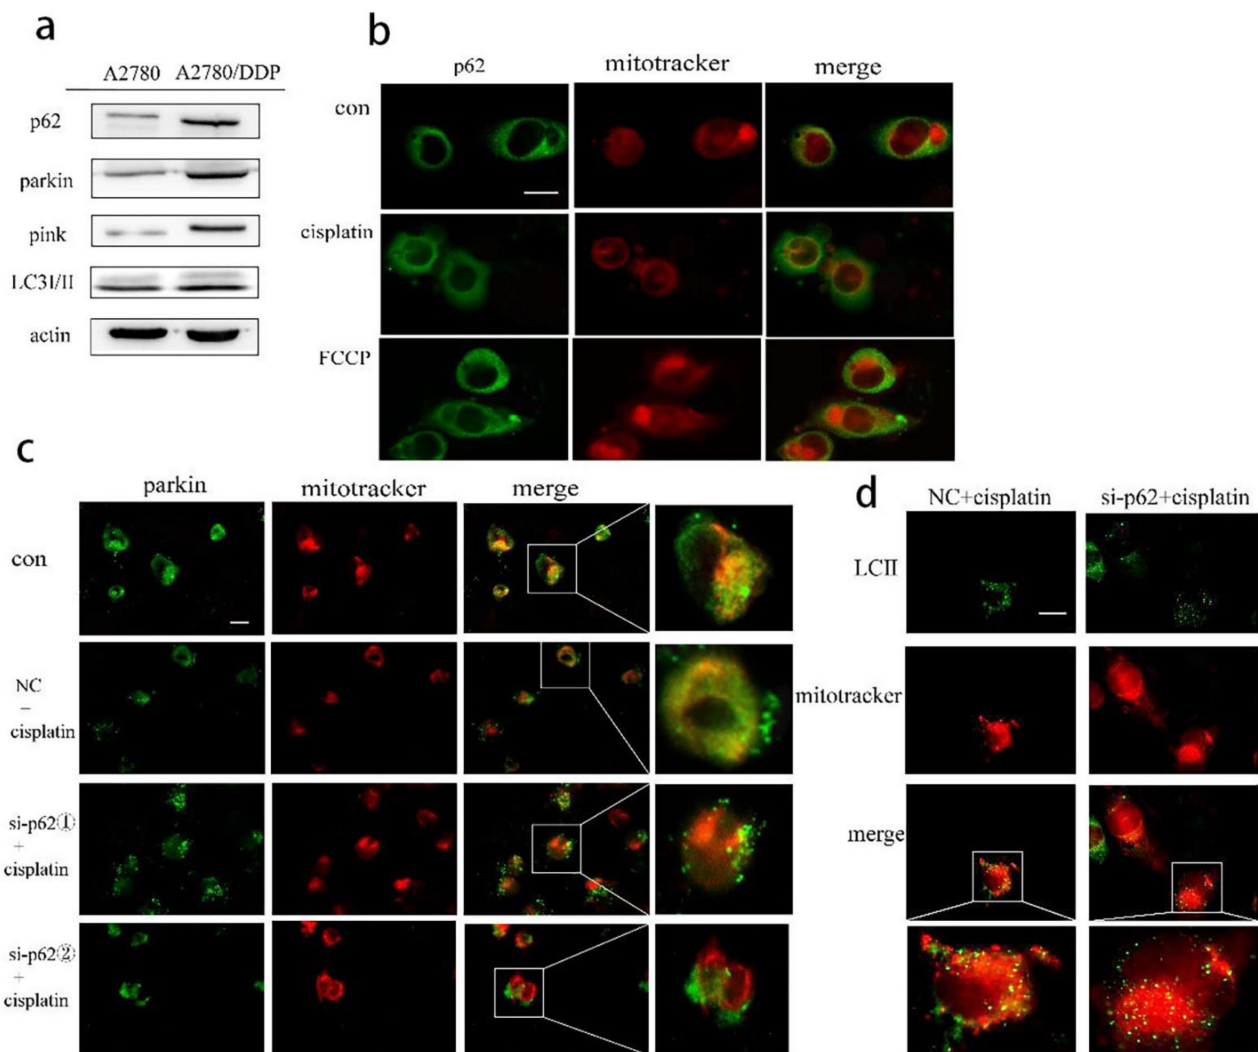 a
A2780 A2780/DDP
p62
parkin
pink
LC3I/II
actin
b
p62 mitotracker merge
con
cisplatin
FCCP
c
parkin mitotracker merge
con
NC
–
cisplatin
si-p62①
+
cisplatin
si-p62②
+
cisplatin
d
NC+cisplatin si-p62+cisplatin
LCII
mitotracker
merge